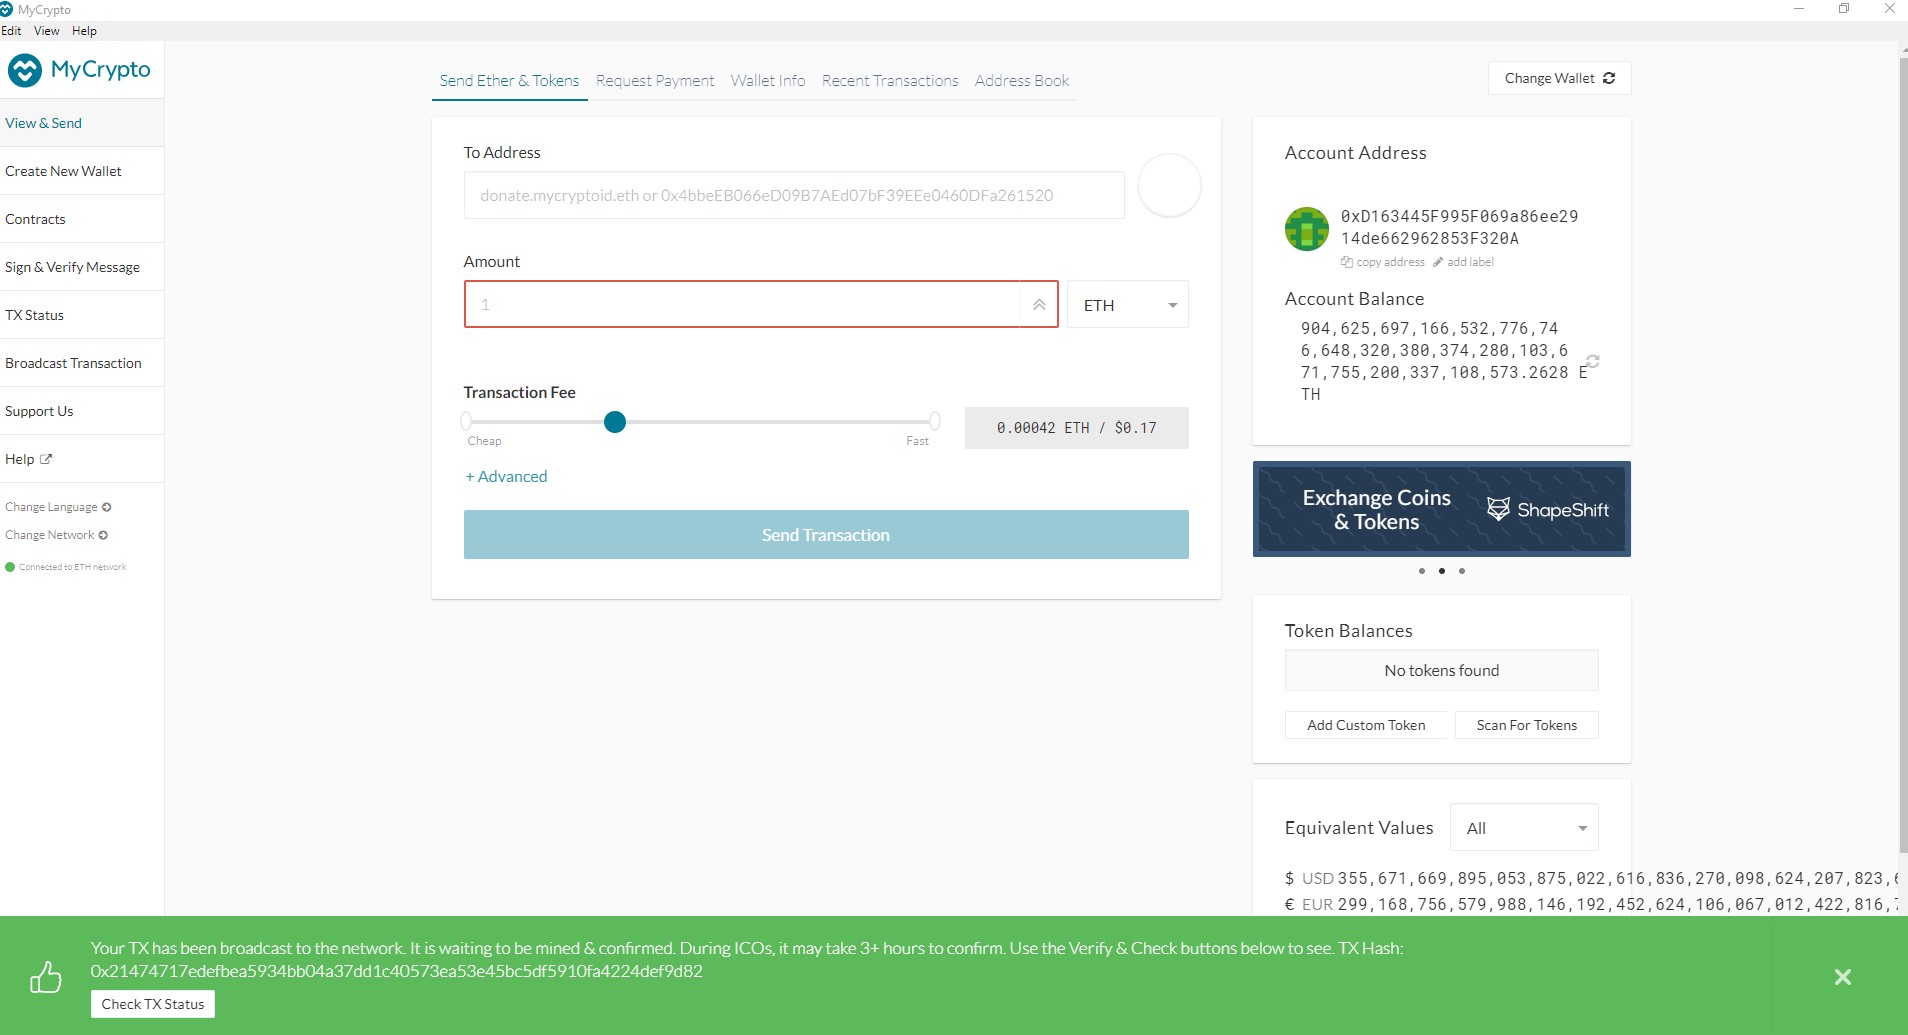 MyCrypto
Edit View Help
MyCrypto
View & Send
Create New Wallet
Contracts
Sign & Verify Message
TX Status
Broadcast Transaction
Support Us
Help
Change Language
Change Network
Connected to ETH network
Send Ether & Tokens Request Payment Wallet Info Recent Transactions Address Book
Change Wallet
To Address
donate.mycryptoid.eth or 0x4bbeEB066eD09B7AEd07bF39EEe0460DFa261520
Amount
1
ETH
Transaction Fee
Cheap
Fast
0.00042 ETH / $0.17
+ Advanced
Send Transaction
Account Address
0xD163445F995F069a86ee29
14de662962853F320A
copy address add label
Account Balance
904,625,697,166,532,776,74
6,648,320,380,374,280,103,6
71,755,200,337,108,573.2628 E
TH
Exchange Coins
& Tokens
ShapeShift
Token Balances
No tokens found
Add Custom Token Scan For Tokens
Equivalent Values All
$ USD 355,671,669,895,053,875,022,616,836,270,098,624,207,823,6
€ EUR 299,168,756,579,988,146,192,452,624,106,067,012,422,816,7
Your TX has been broadcast to the network. It is waiting to be mined & confirmed. During ICOs, it may take 3+ hours to confirm. Use the Verify & Check buttons below to see. TX Hash:
0x21474717edefbea5934bb04a37dd1c40573ea53e45bc5df5910fa4224def9d82
Check TX Status